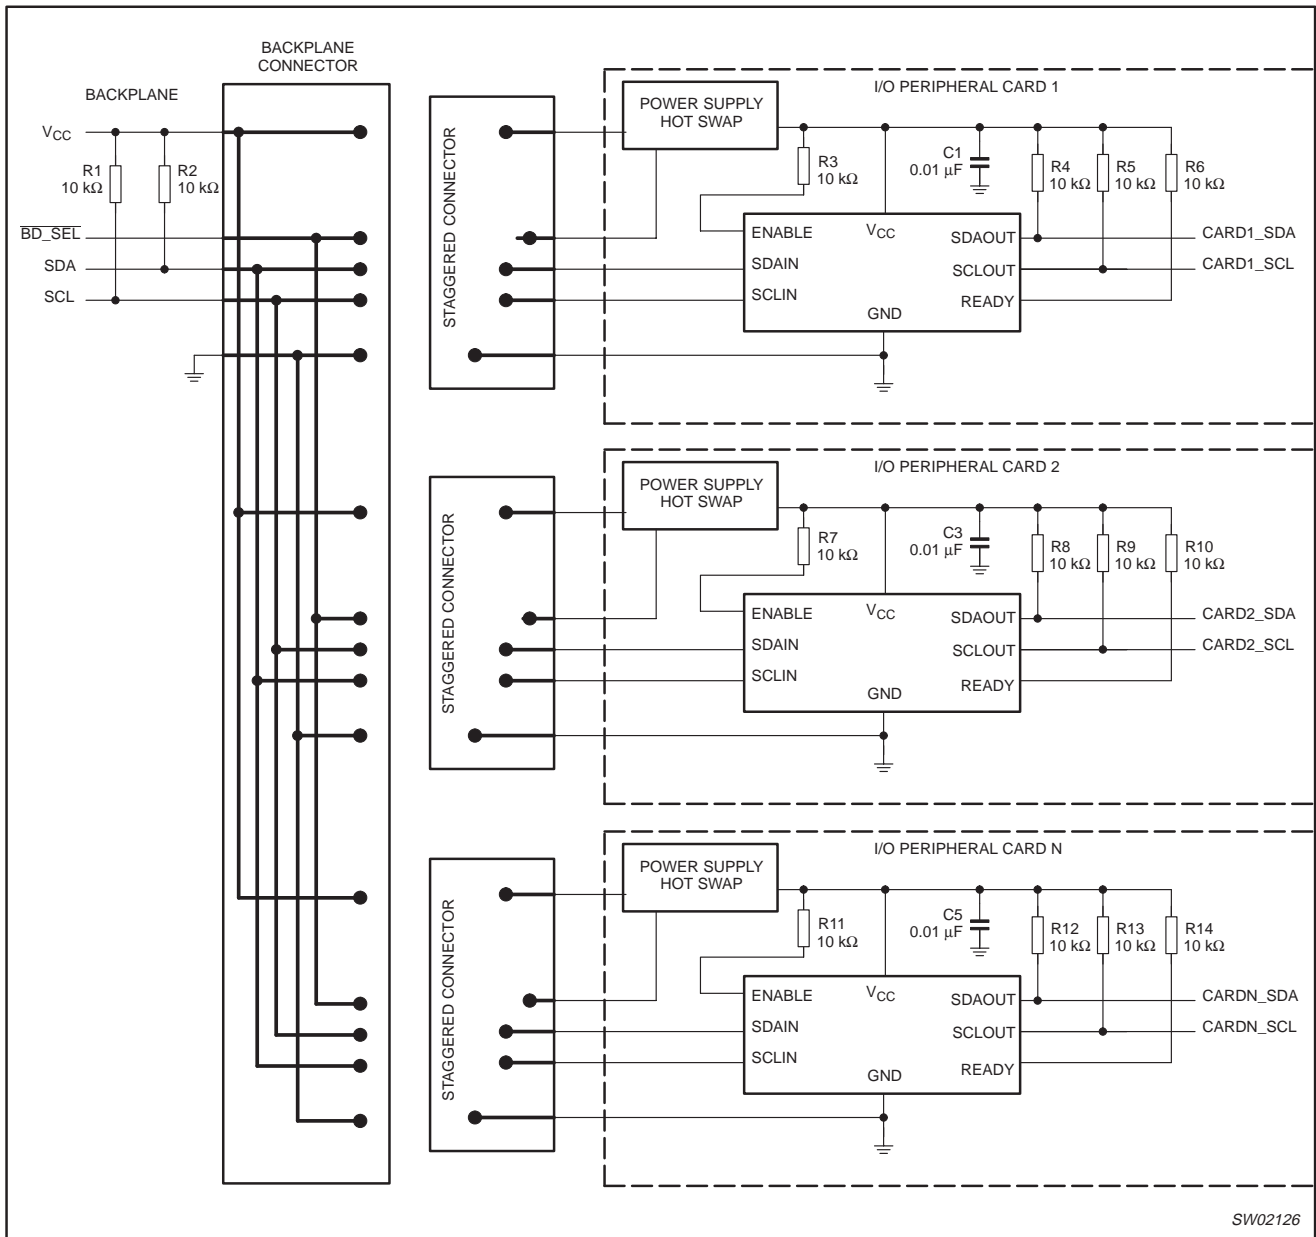 BACKPLANE
CONNECTOR
BACKPLANE
VCC
R1
10 kΩ
R2
10 kΩ
BD_SEL
SDA
SCL
STAGGERED CONNECTOR
I/O PERIPHERAL CARD 1
POWER SUPPLY
HOT SWAP
R3
10 kΩ
C1
0.01 µF
R4
10 kΩ
R5
10 kΩ
R6
10 kΩ
ENABLE
VCC
SDAOUT
CARD1_SDA
SDAIN
SCLOUT
CARD1_SCL
SCLIN
READY
GND
STAGGERED CONNECTOR
I/O PERIPHERAL CARD 2
POWER SUPPLY
HOT SWAP
R7
10 kΩ
C3
0.01 µF
R8
10 kΩ
R9
10 kΩ
R10
10 kΩ
ENABLE
VCC
SDAOUT
CARD2_SDA
SDAIN
SCLOUT
CARD2_SCL
SCLIN
READY
GND
STAGGERED CONNECTOR
I/O PERIPHERAL CARD N
POWER SUPPLY
HOT SWAP
R11
10 kΩ
C5
0.01 µF
R12
10 kΩ
R13
10 kΩ
R14
10 kΩ
ENABLE
VCC
SDAOUT
CARDN_SDA
SDAIN
SCLOUT
CARDN_SCL
SCLIN
READY
GND
SW02126